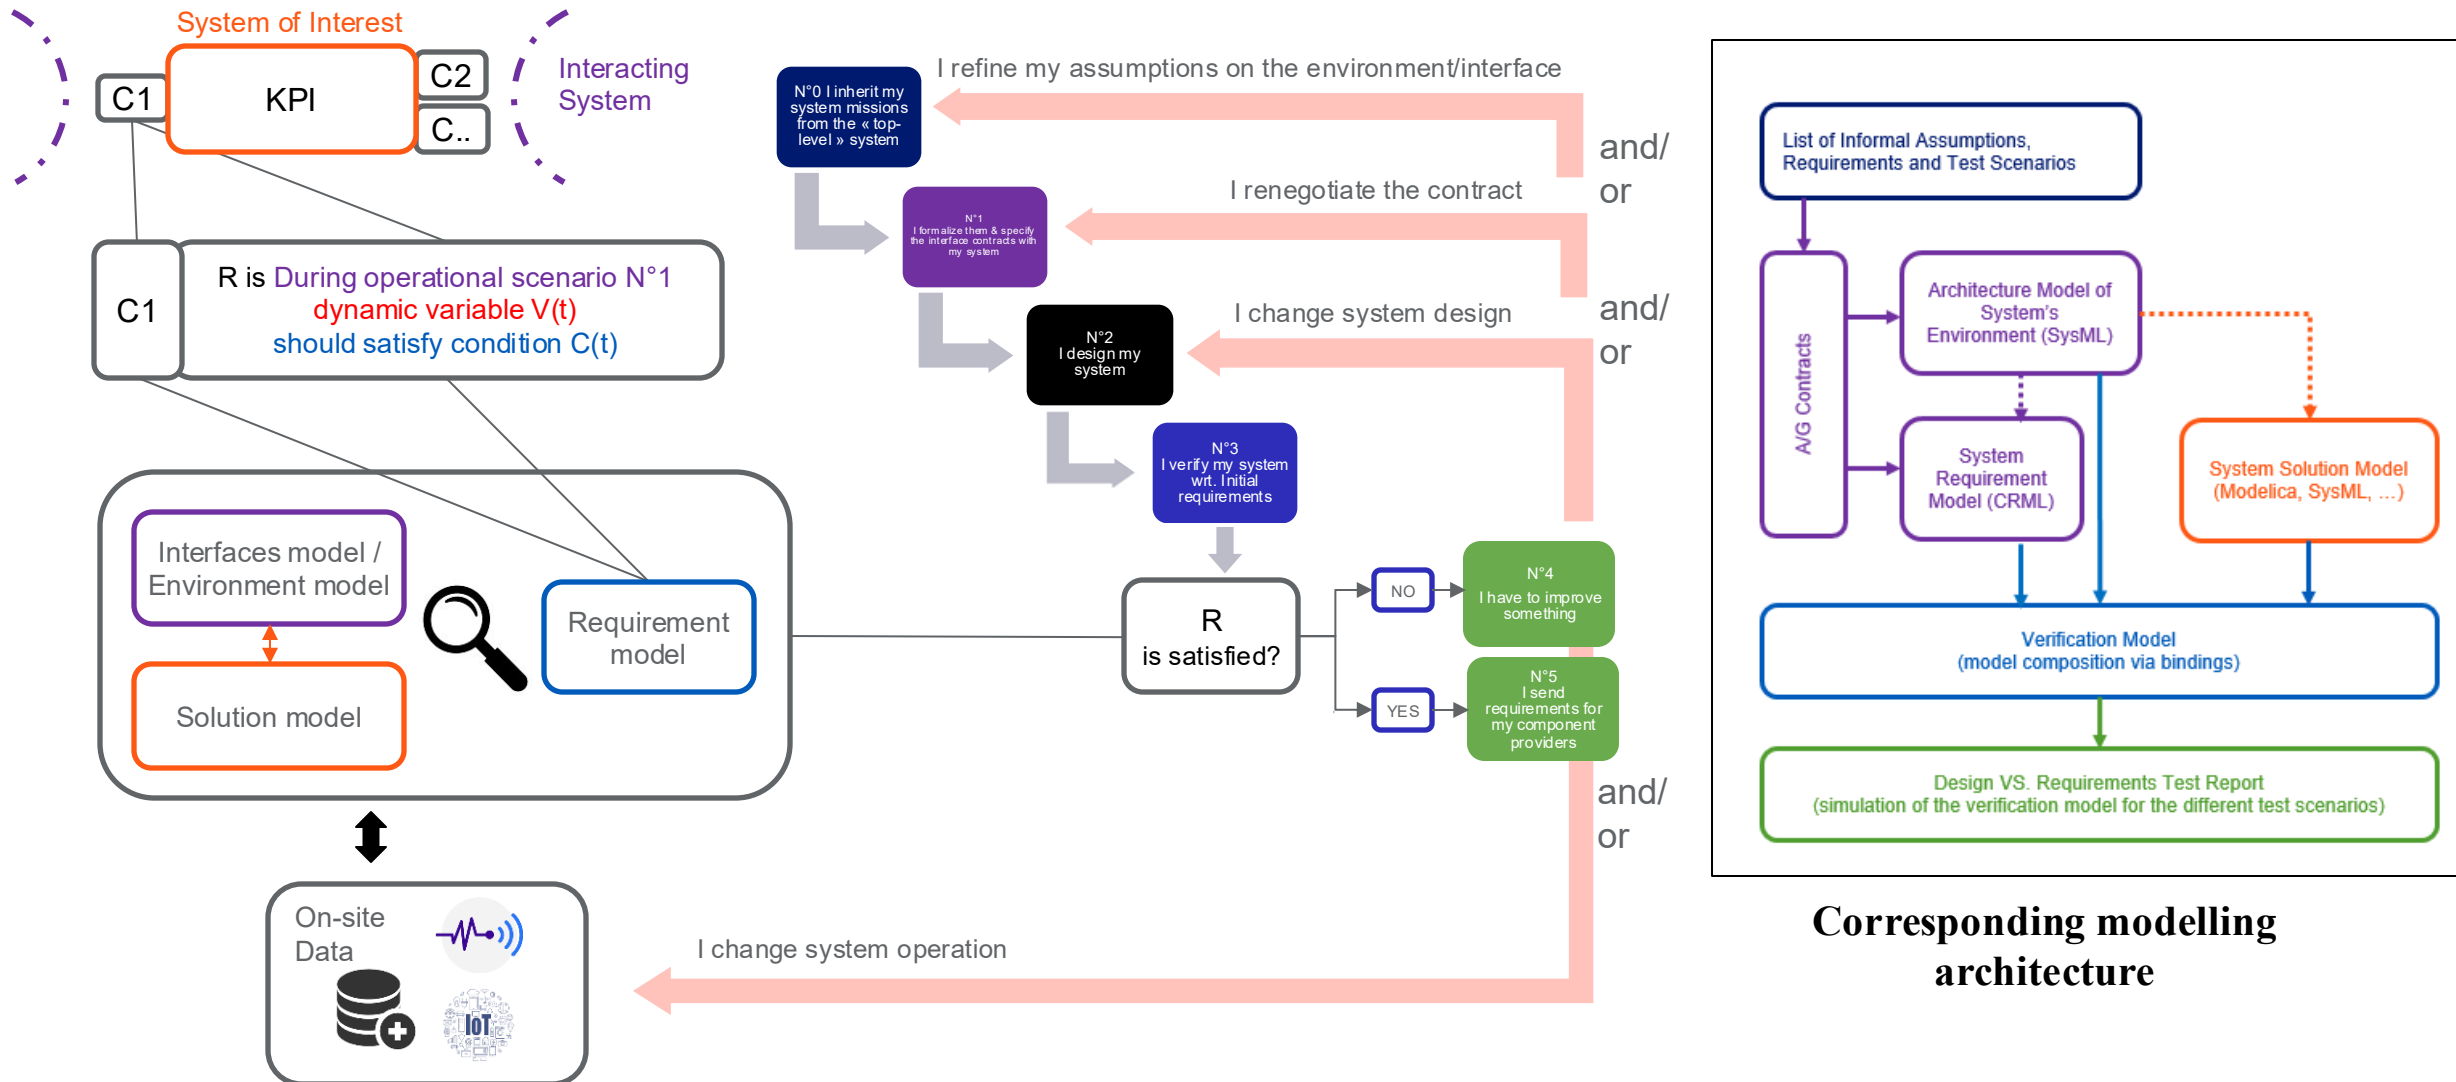 System of Interest
C1
KPI
C2
C..
Interacting
System
C1
R is During operational scenario N°1
dynamic variable V(t)
should satisfy condition C(t)
Interfaces model /
Environment model
Solution model
Requirement
model
On-site
Data
IoT
N°0 I inherit my
system missions
from the « top-
level » system
N°1
I formalize them & specify
the interface contracts with
my system
N°2
I design my
system
N°3
I verify my system
wrt. Initial
requirements
R
is satisfied?
NO
YES
N°4
I have to improve
something
N°5
I send
requirements for
my component
providers
I refine my assumptions on the environment/interface
and/
or
I renegotiate the contract
and/
or
I change system design
and/
or
I change system operation
List of Informal Assumptions,
Requirements and Test Scenarios
A/G Contracts
Architecture Model of
System's
Environment (SysML)
System
Requirement
Model (CRML)
System Solution Model
(Modelica, SysML, ...)
Verification Model
(model composition via bindings)
Design VS. Requirements Test Report
(simulation of the verification model for the different test scenarios)
Corresponding modelling
architecture